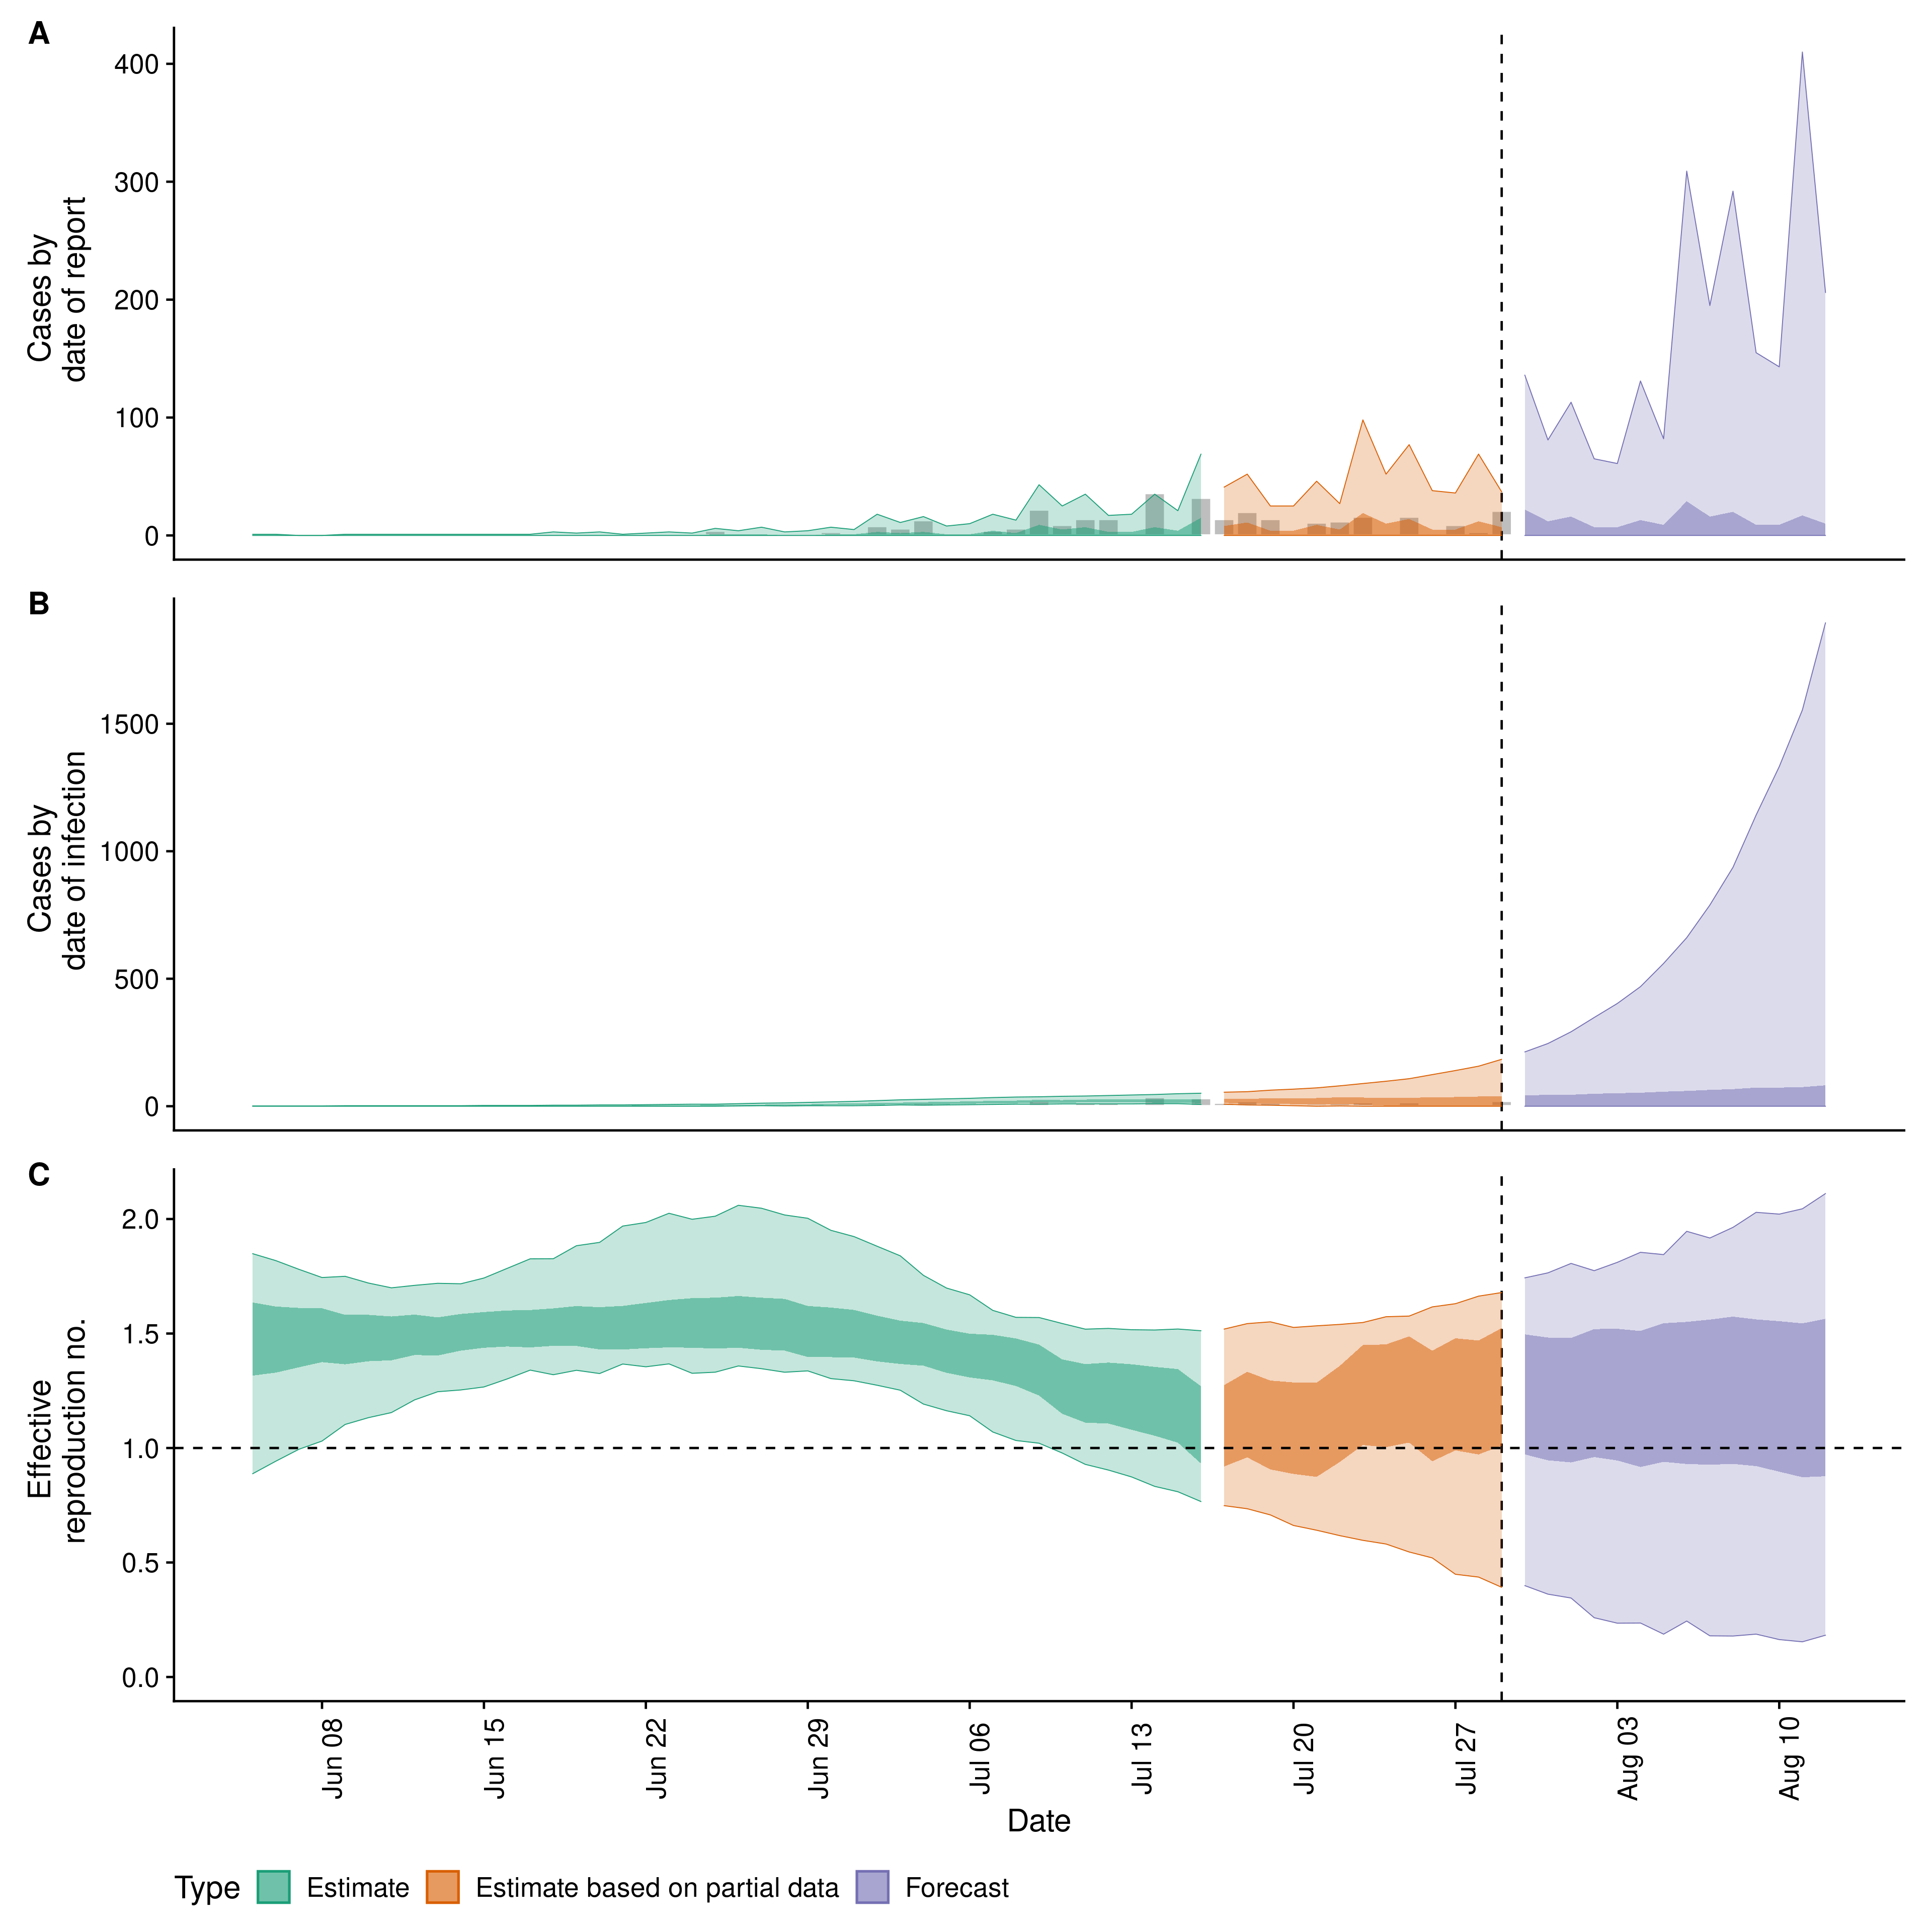 A
Cases by
date of report
400
300
200
100
0
B
Cases by
date of infection
1500
1000
500
0
C
Effective
reproduction no.
2.0
1.5
1.0
0.5
0.0
Jun 08
Jun 15
Jun 22
Jun 29
Jul 06
Jul 13
Jul 20
Jul 27
Aug 03
Aug 10
Date
Type Estimate Estimate based on partial data Forecast